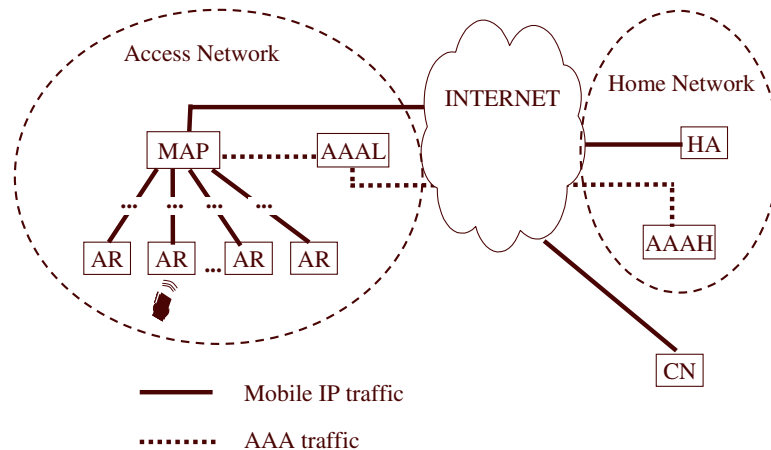 Access Network
INTERNET
Home Network
MAP
AAAL
HA
... ... ... ...
AR AR ... AR AR
AAAH
CN
Mobile IP traffic
AAA traffic